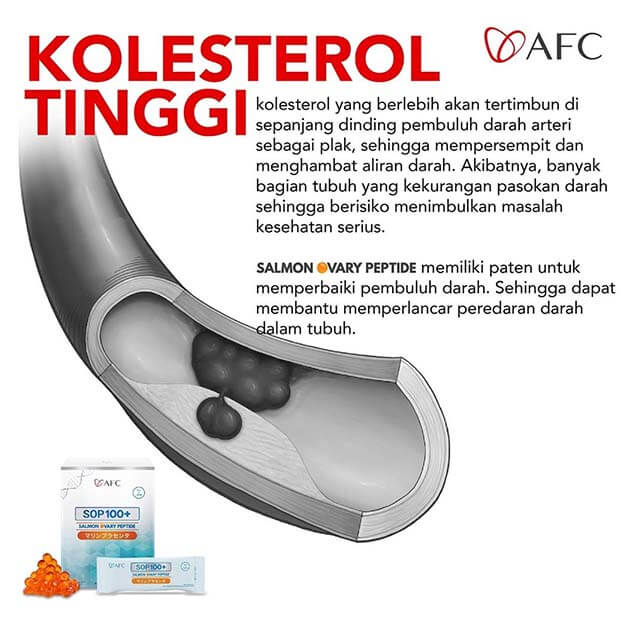 KOLESTEROL
TINGGI
AFC
kolesterol yang berlebih akan tertimbun di
sepanjang dinding pembuluh darah arteri
sebagai plak, sehingga mempersempit dan
menghambat aliran darah. Akibatnya, banyak
bagian tubuh yang kekurangan pasokan darah
sehingga berisiko menimbulkan masalah
kesehatan serius.
SALMON OVARY PEPTIDE memiliki paten untuk
memperbaiki pembuluh darah. Sehingga dapat
membantu memperlancar peredaran darah
dalam tubuh.
AFC
SOP100+
SALMON OVARY PEPTIDE
マリンプラセンタ
SOP100+
SALMON OVARY PEPTIDE
マリンプラセンタ